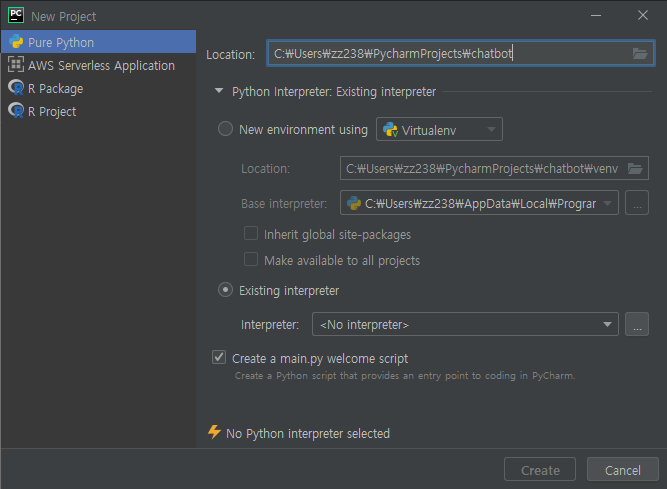 PC New Project
Pure Python
AWS Serverless Application
R Package
R Project
Location: C:₩Users₩zz238₩PycharmProjects₩chatbot
Python Interpreter: Existing interpreter
New environment using Virtualenv
Location: C:₩Users₩zz238₩PycharmProjects₩chatbot₩venv
Base interpreter: C:₩Users₩zz238₩AppData₩Local₩Prograr ...
Inherit global site-packages
Make available to all projects
Existing interpreter
Interpreter: <No interpreter> ...
Create a main.py welcome script
Create a Python script that provides an entry point to coding in PyCharm.
No Python interpreter selected
Create Cancel